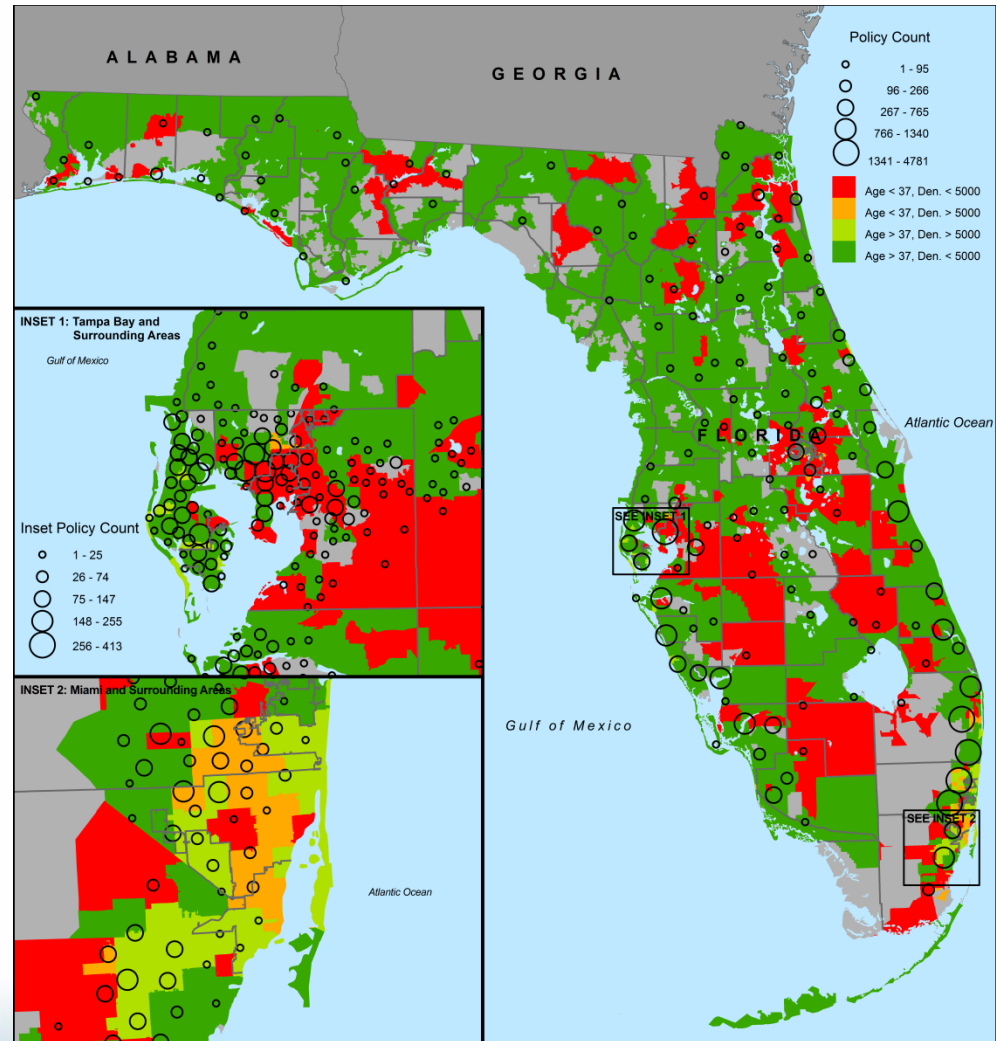 ALABAMA
GEORGIA
Policy Count
1 - 95
96 - 266
267 - 765
766 - 1340
1341 - 4781
Age < 37, Den. < 5000
Age < 37, Den. > 5000
Age > 37, Den. > 5000
Age > 37, Den. < 5000
INSET 1: Tampa Bay and
Surrounding Areas
Gulf of Mexico
Inset Policy Count
1 - 25
26 - 74
75 - 147
148 - 255
256 - 413
FLORIDA
Atlantic Ocean
SEE INSET 1
Gulf of Mexico
INSET 2: Miami and Surrounding Areas
Atlantic Ocean
SEE INSET 2